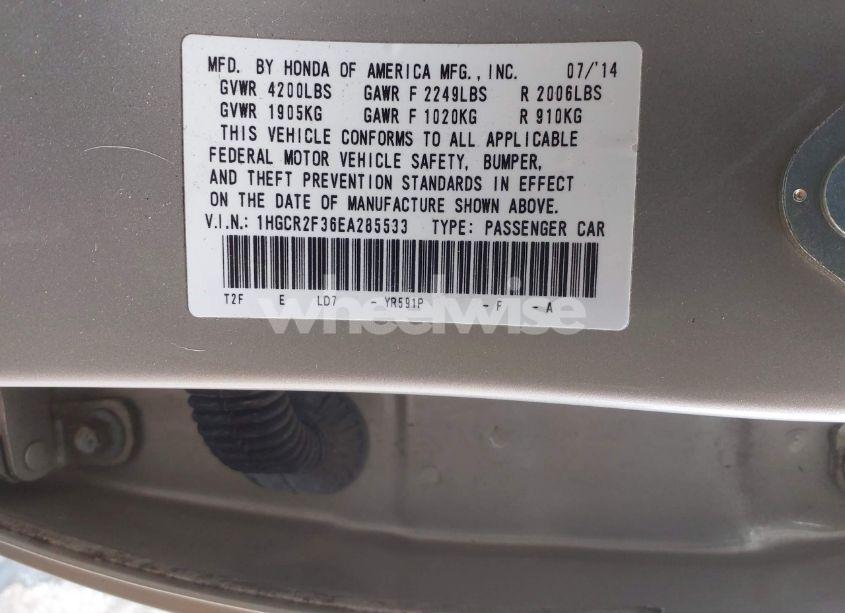 MFD. BY HONDA OF AMERICA MFG., INC. 07/'14
GVWR 4200LBS GAWR F 2249LBS R 2006LBS
GVWR 1905KG GAWR F 1020KG R 910KG
THIS VEHICLE CONFORMS TO ALL APPLICABLE
FEDERAL MOTOR VEHICLE SAFETY, BUMPER,
AND THEFT PREVENTION STANDARDS IN EFFECT
ON THE DATE OF MANUFACTURE SHOWN ABOVE.
V.I.N.: 1HGCR2F36EA285533 TYPE: PASSENGER CAR
T2F E LD7 - YR591P - F - A
wheelwise